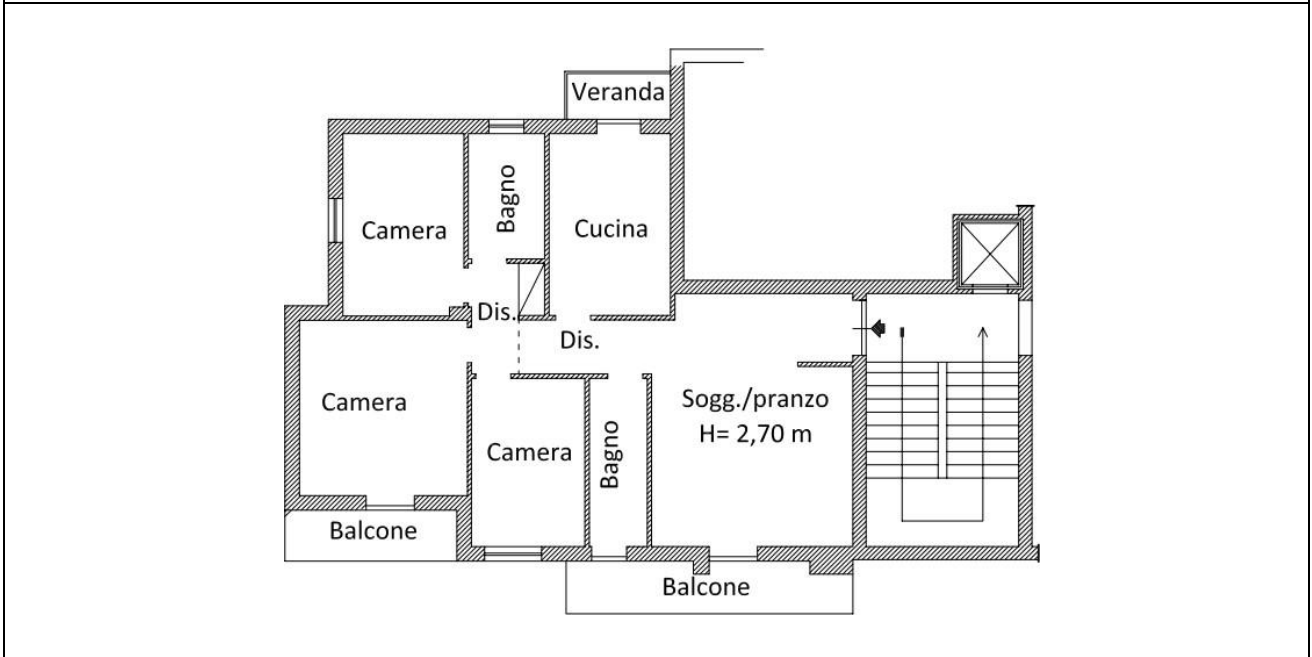 Veranda
Camera
Bagno
Cucina
Dis.
Dis.
Camera
Camera
Bagno
Sogg./pranzo
H= 2,70 m
Balcone
Balcone